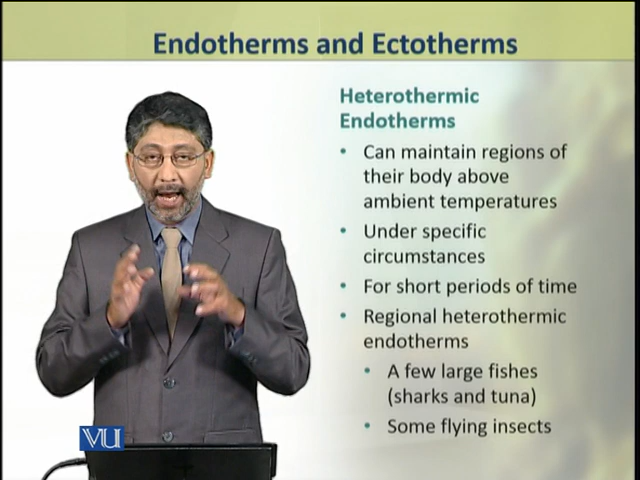 Endotherms and Ectotherms
Heterothermic
Endotherms
• Can maintain regions of
their body above
ambient temperatures
• Under specific
circumstances
• For short periods of time
• Regional heterothermic
endotherms
• A few large fishes
(sharks and tuna)
• Some flying insects
VU